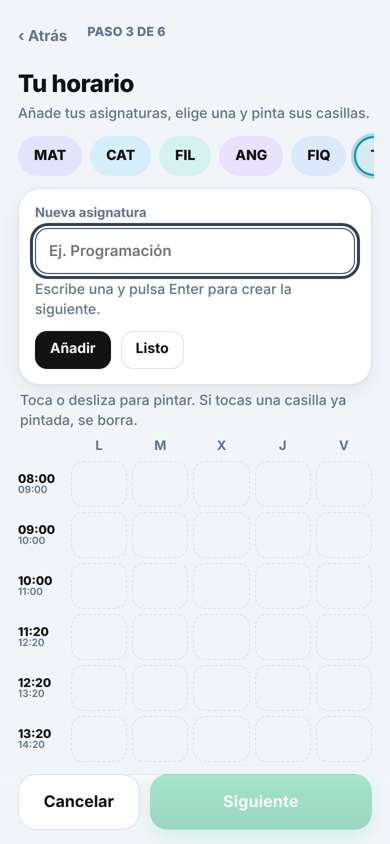 ‹ Atrás PASO 3 DE 6
Tu horario
Añade tus asignaturas, elige una y pinta sus casillas.
MAT CAT FIL ANG FIQ
Nueva asignatura
Ej. Programación
Escribe una y pulsa Enter para crear la
siguiente.
Añadir Listo
Toca o desliza para pintar. Si tocas una casilla ya
pintada, se borra.
L M X J V
08:00
09:00
09:00
10:00
10:00
11:00
11:20
12:20
12:20
13:20
13:20
14:20
Cancelar Siguiente